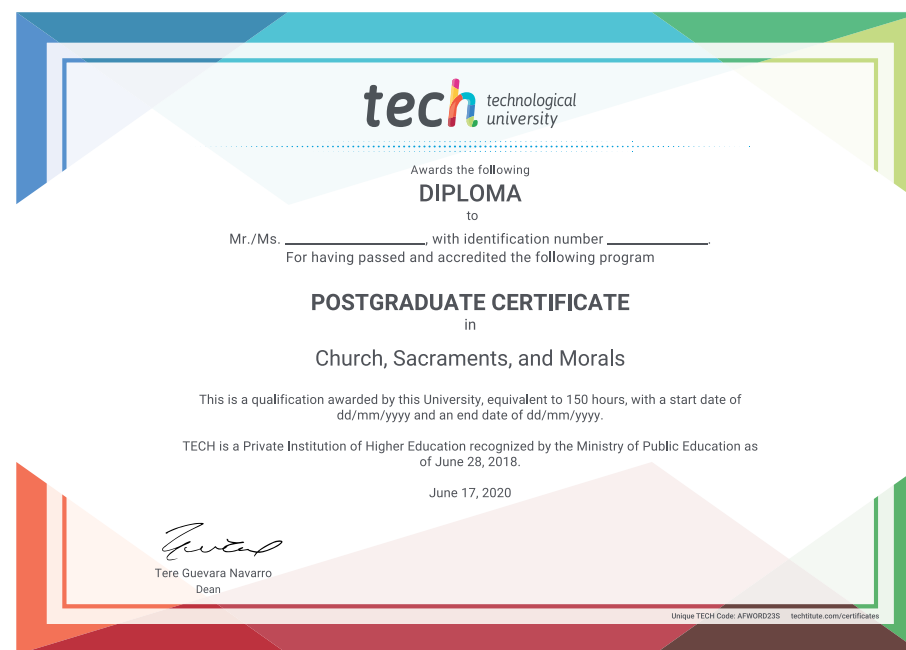 tech technological
university
Awards the following
DIPLOMA
to
Mr./Ms. ____________, with identification number _________.
For having passed and accredited the following program
POSTGRADUATE CERTIFICATE
in
Church, Sacraments, and Morals
This is a qualification awarded by this University, equivalent to 150 hours, with a start date of
dd/mm/yyyy and an end date of dd/mm/yyyy.
TECH is a Private Institution of Higher Education recognized by the Ministry of Public Education as
of June 28, 2018.
June 17, 2020
Tere Guevara Navarro
Dean
Unique TECH Code: AFWORD23S techtitute.com/certificates